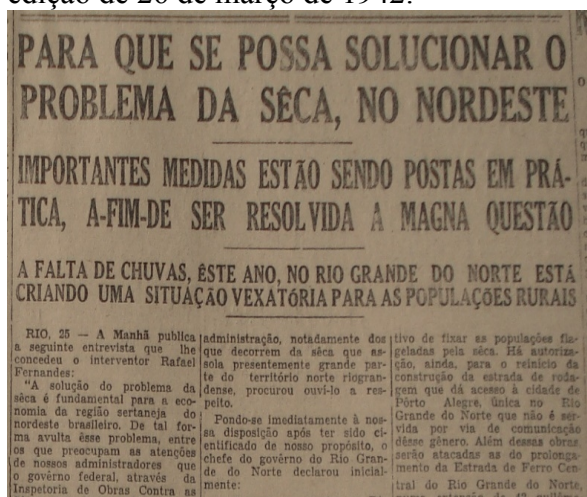 edição de 26 de março de 1942:
PARA QUE SE POSSA SOLUCIONAR O
PROBLEMA DA SÊCA, NO NORDESTE
IMPORTANTES MEDIDAS ESTÃO SENDO POSTAS EM PRÁ-
TICA, A-FIM-DE SER RESOLVIDA A MAGNA QUESTÃO
A FALTA DE CHUVAS, ÊSTE ANO, NO RIO GRANDE DO NORTE ESTÁ
CRIANDO UMA SITUAÇÃO VEXATÓRIA PARA AS POPULAÇÕES RURAIS
RIO, 25 — A Manhã publica
a seguinte entrevista que lhe
concedeu o interventor Rafael
Fernandes:
"A solução do problema da
sêca é fundamental para a eco-
nomia da região sertaneja do
nordeste brasileiro. De tal for-
ma avulta êsse problema, entre
os que preocupam as atenções
de nossos administradores que
o govêrno federal, através da
Inspetoria de Obras Contra as
administração, notadamente dos
que decorrem da sêca que as-
sola presentemente grande par-
te do território norte riogran-
dense, procurou ouví-lo a res-
peito.
Pondo-se imediatamente à nos-
sa disposição após ter sido ci-
entificado de nosso propósito, o
chefe do govêrno do Rio Gran-
de do Norte declarou inicial-
mente:
tivo de fixar as populações fla-
geladas pela sêca. Há autoriza-
ção, ainda, para o reinício da
construção da estrada de roda-
gem que dá acesso à cidade de
Pôrto Alegre, única no Rio
Grande do Norte que não é ser-
vida por via de comunicação
dêsse gênero. Além dessas obras
serão atacadas as do prolonga-
mento da Estrada de Ferro Cen-
tral do Rio Grande do Norte,